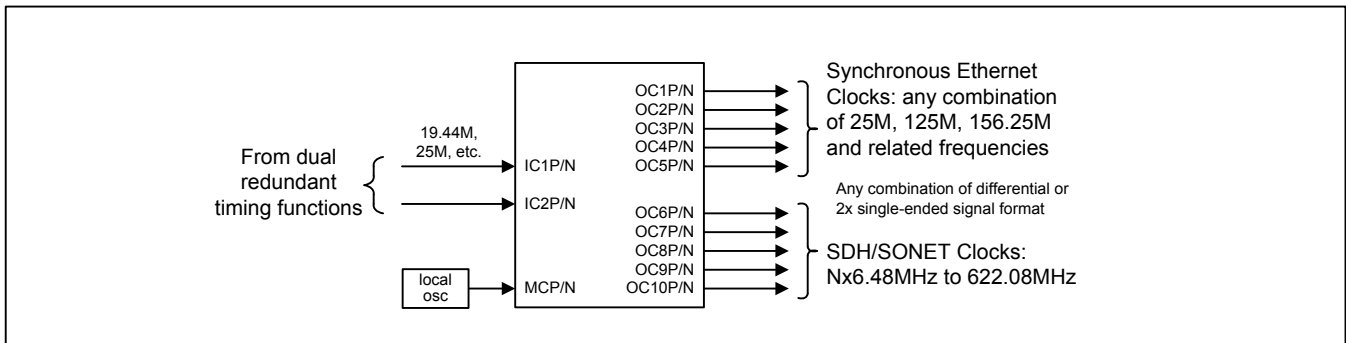 From dual
redundant
timing functions
19.44M,
25M, etc.
local
osc
IC1P/N
IC2P/N
MCP/N
OC1P/N
OC2P/N
OC3P/N
OC4P/N
OC5P/N
OC6P/N
OC7P/N
OC8P/N
OC9P/N
OC10P/N
Synchronous Ethernet
Clocks: any combination
of 25M, 125M, 156.25M
and related frequencies
Any combination of differential or
2x single-ended signal format
SDH/SONET Clocks:
Nx6.48MHz to 622.08MHz